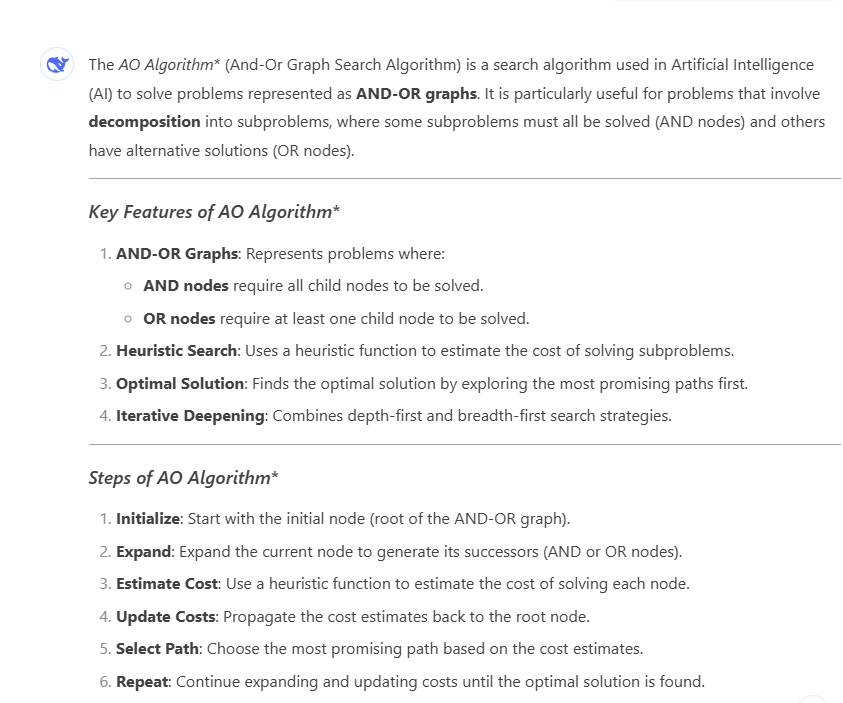 The AO Algorithm* (And-Or Graph Search Algorithm) is a search algorithm used in Artificial Intelligence
(AI) to solve problems represented as AND-OR graphs. It is particularly useful for problems that involve
decomposition into subproblems, where some subproblems must all be solved (AND nodes) and others
have alternative solutions (OR nodes).
Key Features of AO Algorithm*
1. AND-OR Graphs: Represents problems where:
AND nodes require all child nodes to be solved.
OR nodes require at least one child node to be solved.
2. Heuristic Search: Uses a heuristic function to estimate the cost of solving subproblems.
3. Optimal Solution: Finds the optimal solution by exploring the most promising paths first.
4. Iterative Deepening: Combines depth-first and breadth-first search strategies.
Steps of AO Algorithm*
1. Initialize: Start with the initial node (root of the AND-OR graph).
2. Expand: Expand the current node to generate its successors (AND or OR nodes).
3. Estimate Cost: Use a heuristic function to estimate the cost of solving each node.
4. Update Costs: Propagate the cost estimates back to the root node.
5. Select Path: Choose the most promising path based on the cost estimates.
6. Repeat: Continue expanding and updating costs until the optimal solution is found.